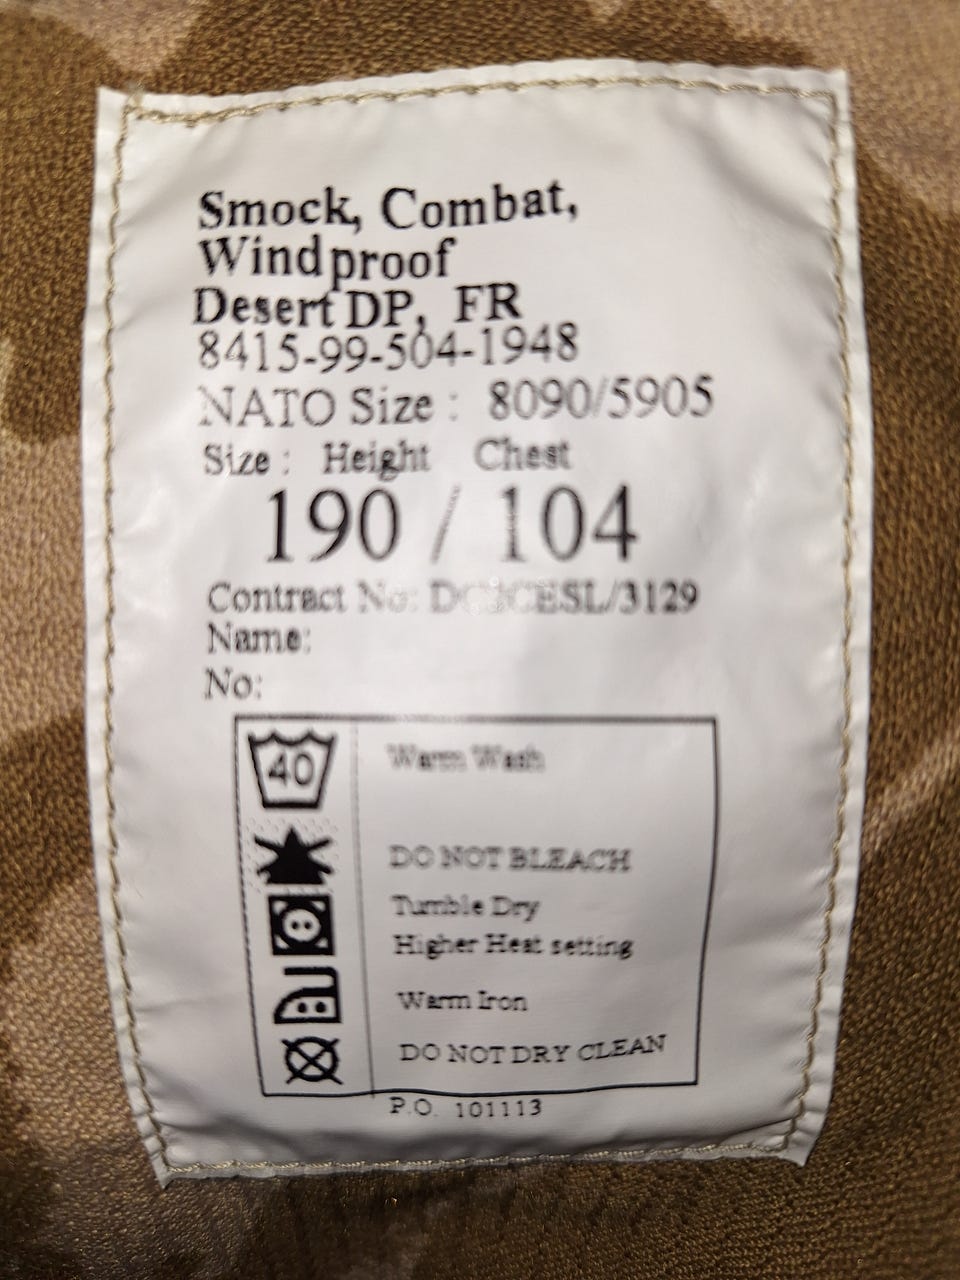 Smock, Combat,
Windproof
Desert DP, FR
8415-99-504-1948
NATO Size : 8090/5905
Size : Height Chest
190 / 104
Contract No:
Name:
No:
40 Warm Wash
DO NOT BLEACH
Tumble Dry
Higher Heat setting
Warm Iron
DO NOT DRY CLEAN
P.O. 101113